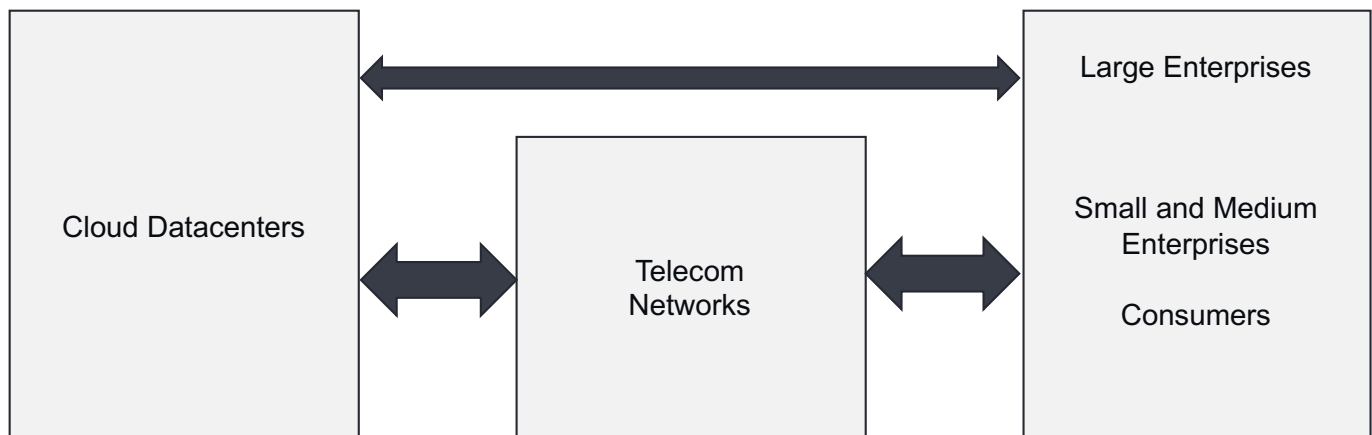 Cloud Datacenters
Telecom
Networks
Large Enterprises
Small and Medium
Enterprises
Consumers